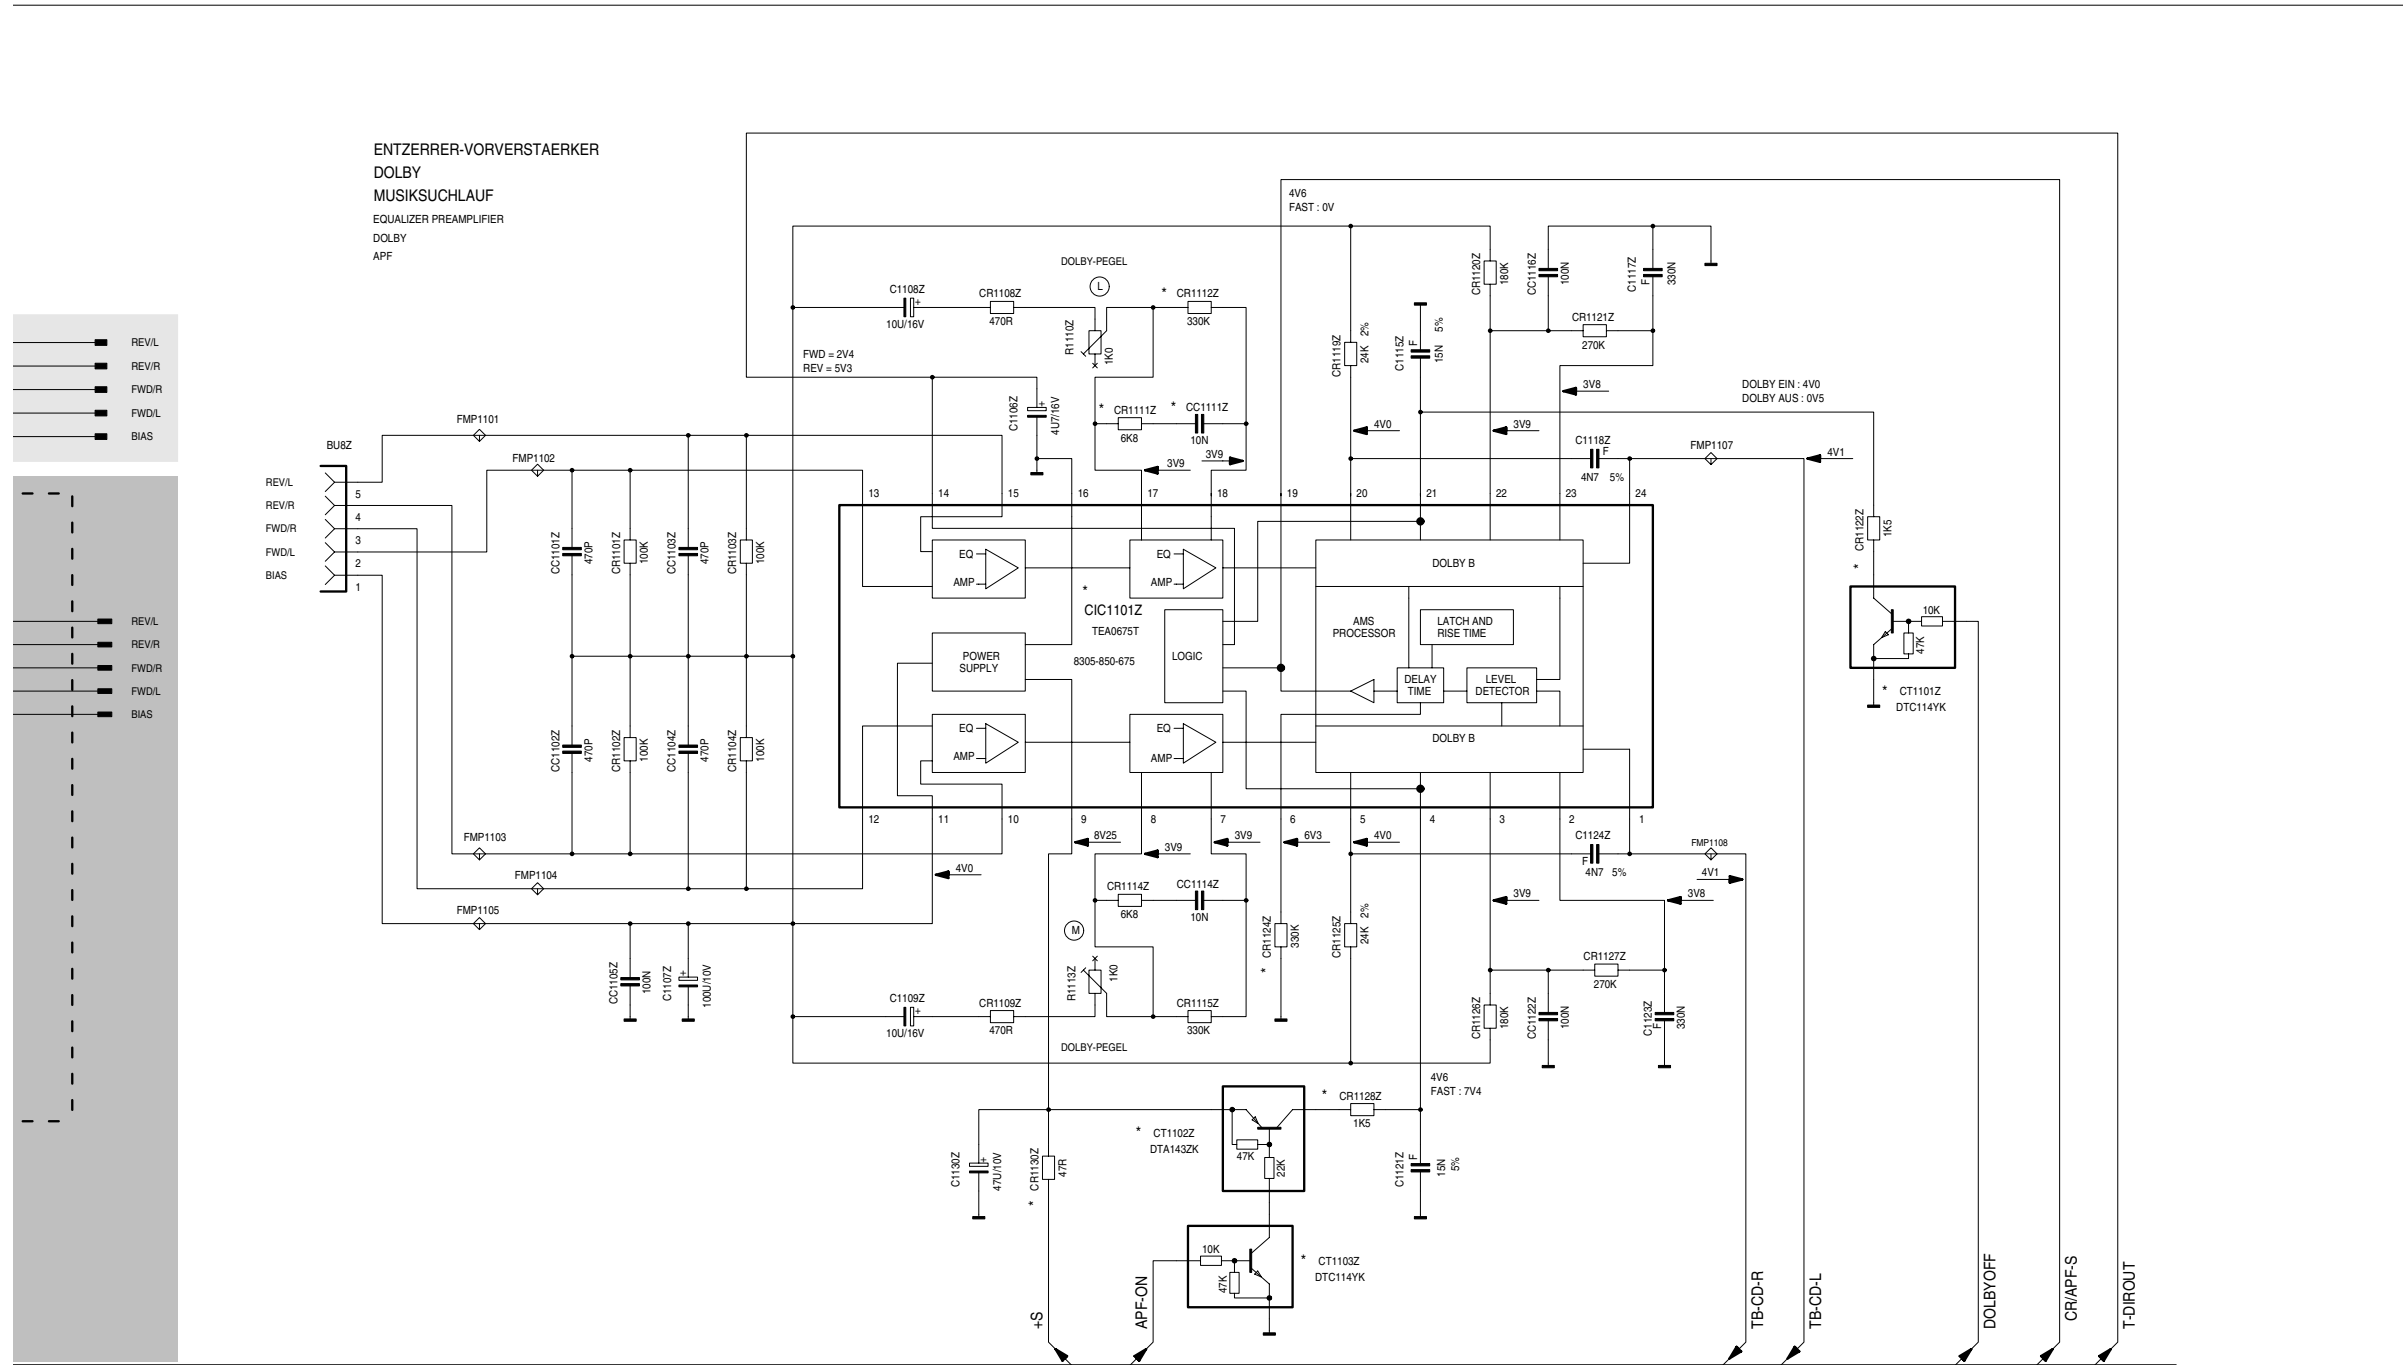 ENTZERRER-VORVERSTAERKER
DOLBY
MUSIKSUCHLAUF
EQUALIZER PREAMPLIFIER
DOLBY
APF
REV/L
REV/R
FWD/R
FWD/L
BIAS
REV/L
REV/R
FWD/R
FWD/L
BIAS
BU8Z
REV/L
REV/R
FWD/R
FWD/L
BIAS
5
4
3
2
1
FMP1101
FMP1102
FMP1103
FMP1104
FMP1105
CC1101Z
470P
CR1101Z
100K
CC1103Z
470P
CR1103Z
100K
CC1102Z
470P
CR1102Z
100K
CC1104Z
470P
CR1104Z
100K
CC1105Z
100N
C1107Z
+
100U/10V
FWD = 2V4
REV = 5V3
C1108Z
+
10U/16V
CR1108Z
470R
DOLBY-PEGEL
L
R1110Z
1K0
* CR1112Z
330K
C1106Z
+
4U7/16V
* CR1111Z
6K8
* CC1111Z
10N
3V9
3V9
4V6
FAST : 0V
CR1119Z
24K 2%
4V0
C1115Z
F
15N 5%
CR1120Z
180K
CC1116Z
100N
C1117Z
F
330N
CR1121Z
270K
3V8
3V9
DOLBY EIN : 4V0
DOLBY AUS : 0V5
C1118Z
F
4N7 5%
FMP1107
4V1
CR1122Z
1K5
*
10K
47K
* CT1101Z
DTC114YK
13 14 15 16 17 18 19 20 21 22 23 24
EQ
AMP
EQ
AMP
DOLBY B
*
CIC1101Z
TEA0675T
8305-850-675
POWER
SUPPLY
LOGIC
AMS
PROCESSOR
LATCH AND
RISE TIME
DELAY
TIME
LEVEL
DETECTOR
EQ
AMP
EQ
AMP
DOLBY B
12 11 10 9 8 7 6 5 4 3 2 1
4V0
8V25
3V9
3V9
6V3
4V0
CR1114Z
6K8
CC1114Z
10N
M
R1113Z
1K0
C1109Z
+
10U/16V
CR1109Z
470R
CR1115Z
330K
DOLBY-PEGEL
CR1124Z
330K
*
CR1125Z
24K 2%
3V9
C1124Z
F
4N7 5%
FMP1108
4V1
3V8
CR1127Z
270K
CR1126Z
180K
CC1122Z
100N
C1123Z
F
330N
4V6
FAST : 7V4
* CR1128Z
1K5
* CT1102Z
DTA143ZK
47K
22K
C1130Z
+
47U/10V
CR1130Z
47R
*
C1121Z
F
15N
5%
10K
47K
* CT1103Z
DTC114YK
+S
APF-ON
TB-CD-R
TB-CD-L
DOLBYOFF
CR/APF-S
T-DIROUT